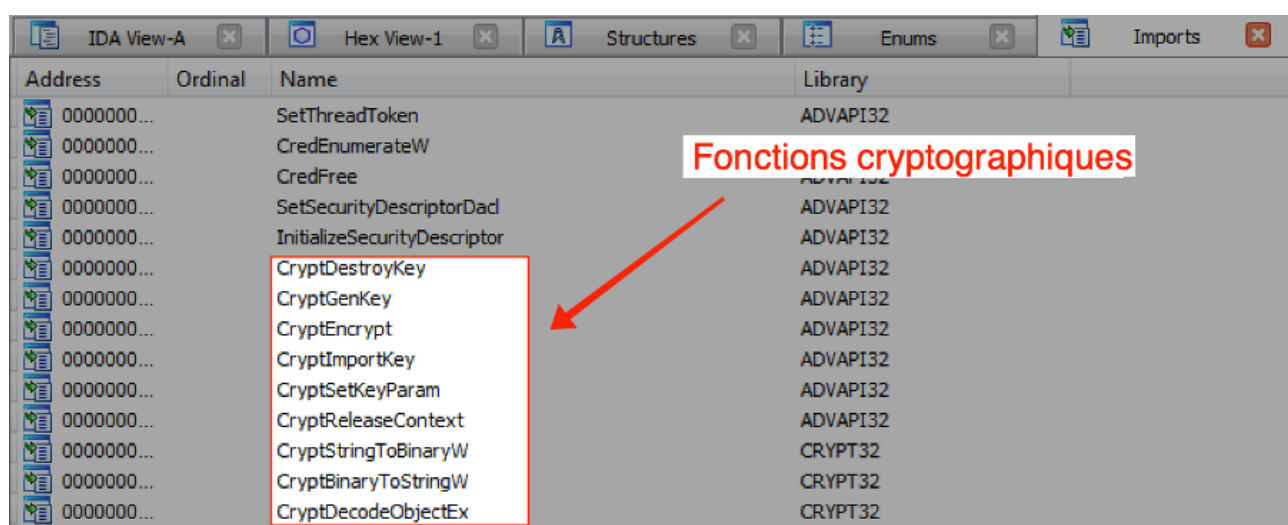 IDA View-A Hex View-1 Structures Enums Imports
Address Ordinal Name Library
0000000... SetThreadToken ADVAPI32
0000000... CredEnumerateW ADVAPI32
Fonctions cryptographiques
0000000... CredFree ADVAPI32
0000000... SetSecurityDescriptorDacl ADVAPI32
0000000... InitializeSecurityDescriptor ADVAPI32
0000000... CryptDestroyKey ADVAPI32
0000000... CryptGenKey ADVAPI32
0000000... CryptEncrypt ADVAPI32
0000000... CryptImportKey ADVAPI32
0000000... CryptSetKeyParam ADVAPI32
0000000... CryptReleaseContext ADVAPI32
0000000... CryptStringToBinaryW CRYPT32
0000000... CryptBinaryToStringW CRYPT32
0000000... CryptDecodeObjectEx CRYPT32